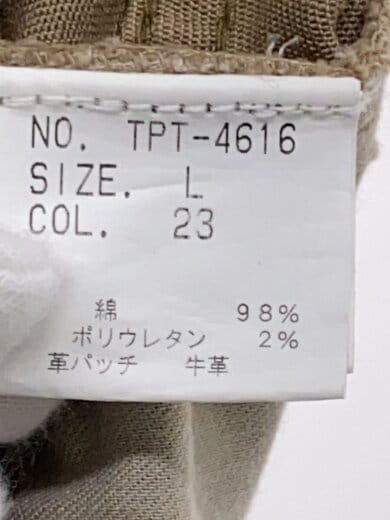 NO. TPT-4616
SIZE. L
COL. 23
綿 98%
ポリウレタン 2%
革パッチ 牛革